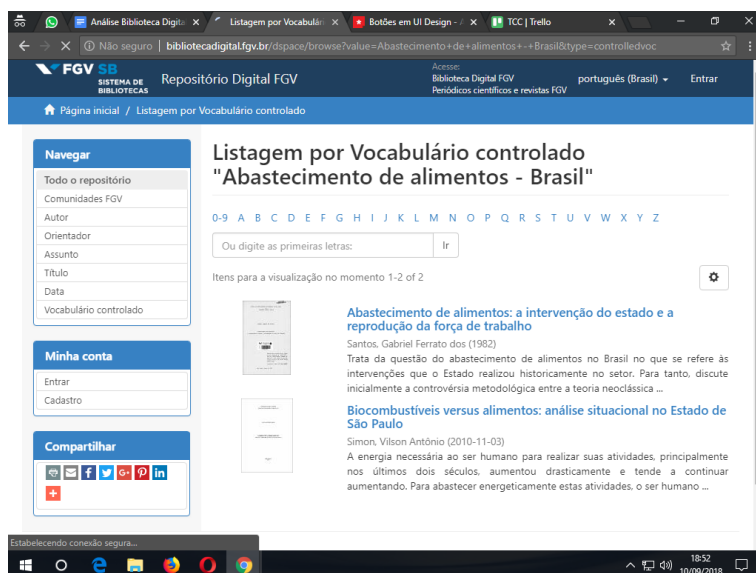 Análise Biblioteca Digita
Listagem por Vocabulári
Botões em UI Design - A
TCC | Trello
Não seguro | bibliotecadigital.fgv.br/dspace/browse?value=Abastecimento+de+alimentos+-+Brasil&type=controlledvoc
FGV SB
SISTEMA DE
BIBLIOTECAS
Repositório Digital FGV
Acesse:
Biblioteca Digital FGV
Periódicos científicos e revistas FGV
português (Brasil)
Entrar
Página inicial / Listagem por Vocabulário controlado
Navegar
Todo o repositório
Comunidades FGV
Autor
Orientador
Assunto
Título
Data
Vocabulário controlado
Minha conta
Entrar
Cadastro
Compartilhar
Listagem por Vocabulário controlado
"Abastecimento de alimentos - Brasil"
0-9 A B C D E F G H I J K L M N O P Q R S T U V W X Y Z
Ou digite as primeiras letras:
Ir
Itens para a visualização no momento 1-2 of 2
Abastecimento de alimentos: a intervenção do estado e a
reprodução da força de trabalho
Santos, Gabriel Ferrato dos (1982)
Trata da questão do abastecimento de alimentos no Brasil no que se refere às
intervenções que o Estado realizou historicamente no setor. Para tanto, discute
inicialmente a controvérsia metodológica entre a teoria neoclássica ...
Biocombustíveis versus alimentos: análise situacional no Estado de
São Paulo
Simon, Vilson Antônio (2010-11-03)
A energia necessária ao ser humano para realizar suas atividades, principalmente
nos últimos dois séculos, aumentou drasticamente e tende a continuar
aumentando. Para abastecer energeticamente estas atividades, o ser humano ...
Estabelecendo conexão segura...
18:52
10/09/2018